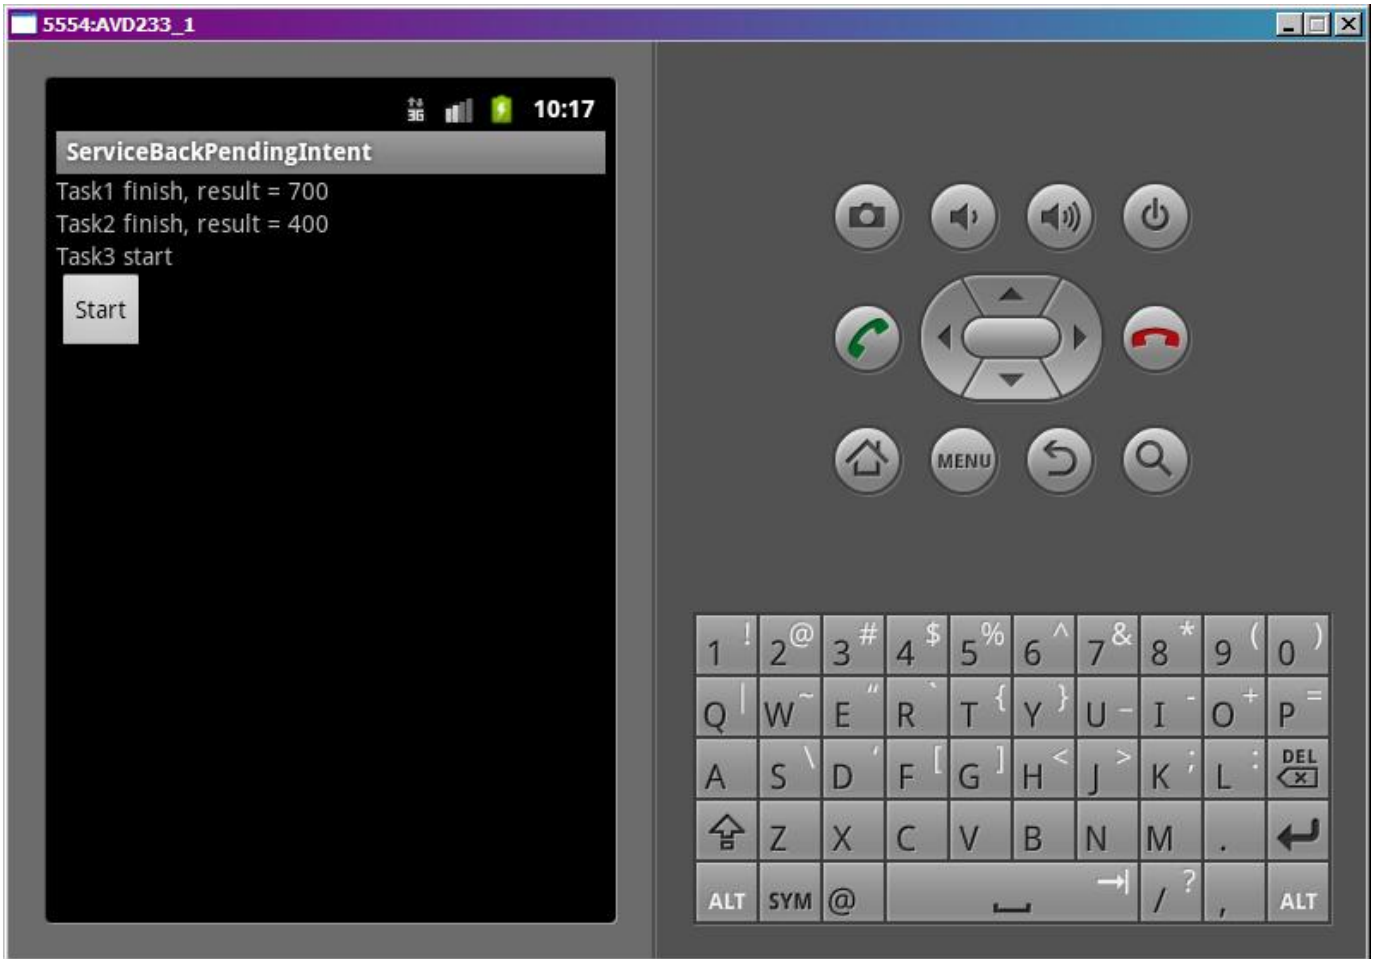 5554:AVD233_1
3G 10:17
ServiceBackPendingIntent
Task1 finish, result = 700
Task2 finish, result = 400
Task3 start
Start
MENU
1 ! 2 @ 3 # 4 $ 5 % 6 ^ 7 & 8 * 9 ( 0 )
Q | W ~ E " R ` T { Y } U _ I - O + P =
A S \ D ' F [ G ] H < J > K ; L : DEL
Z X C V B N M .
ALT SYM @ / ? , ALT